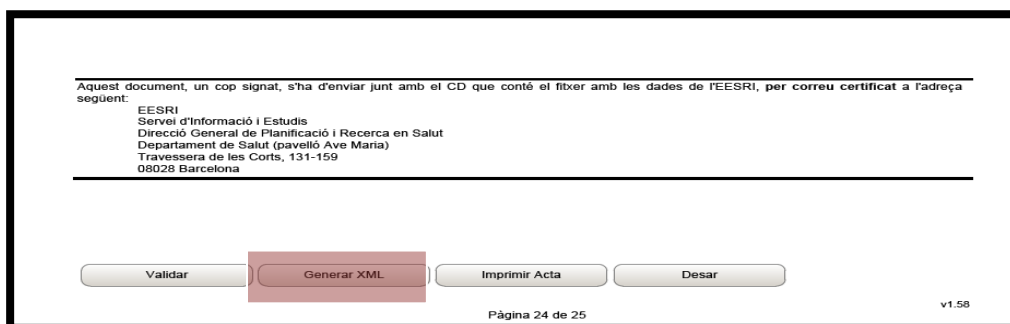 Aquest document, un cop signat, s'ha d'enviar junt amb el CD que conté el fitxer amb les dades de l'EESRI, per correu certificat a l'adreça
següent:
EESRI
Servei d'Informació i Estudis
Direcció General de Planificació i Recerca en Salut
Departament de Salut (pavelló Ave Maria)
Travessera de les Corts, 131-159
08028 Barcelona
Validar Generar XML Imprimir Acta Desar
v1.58
Pàgina 24 de 25